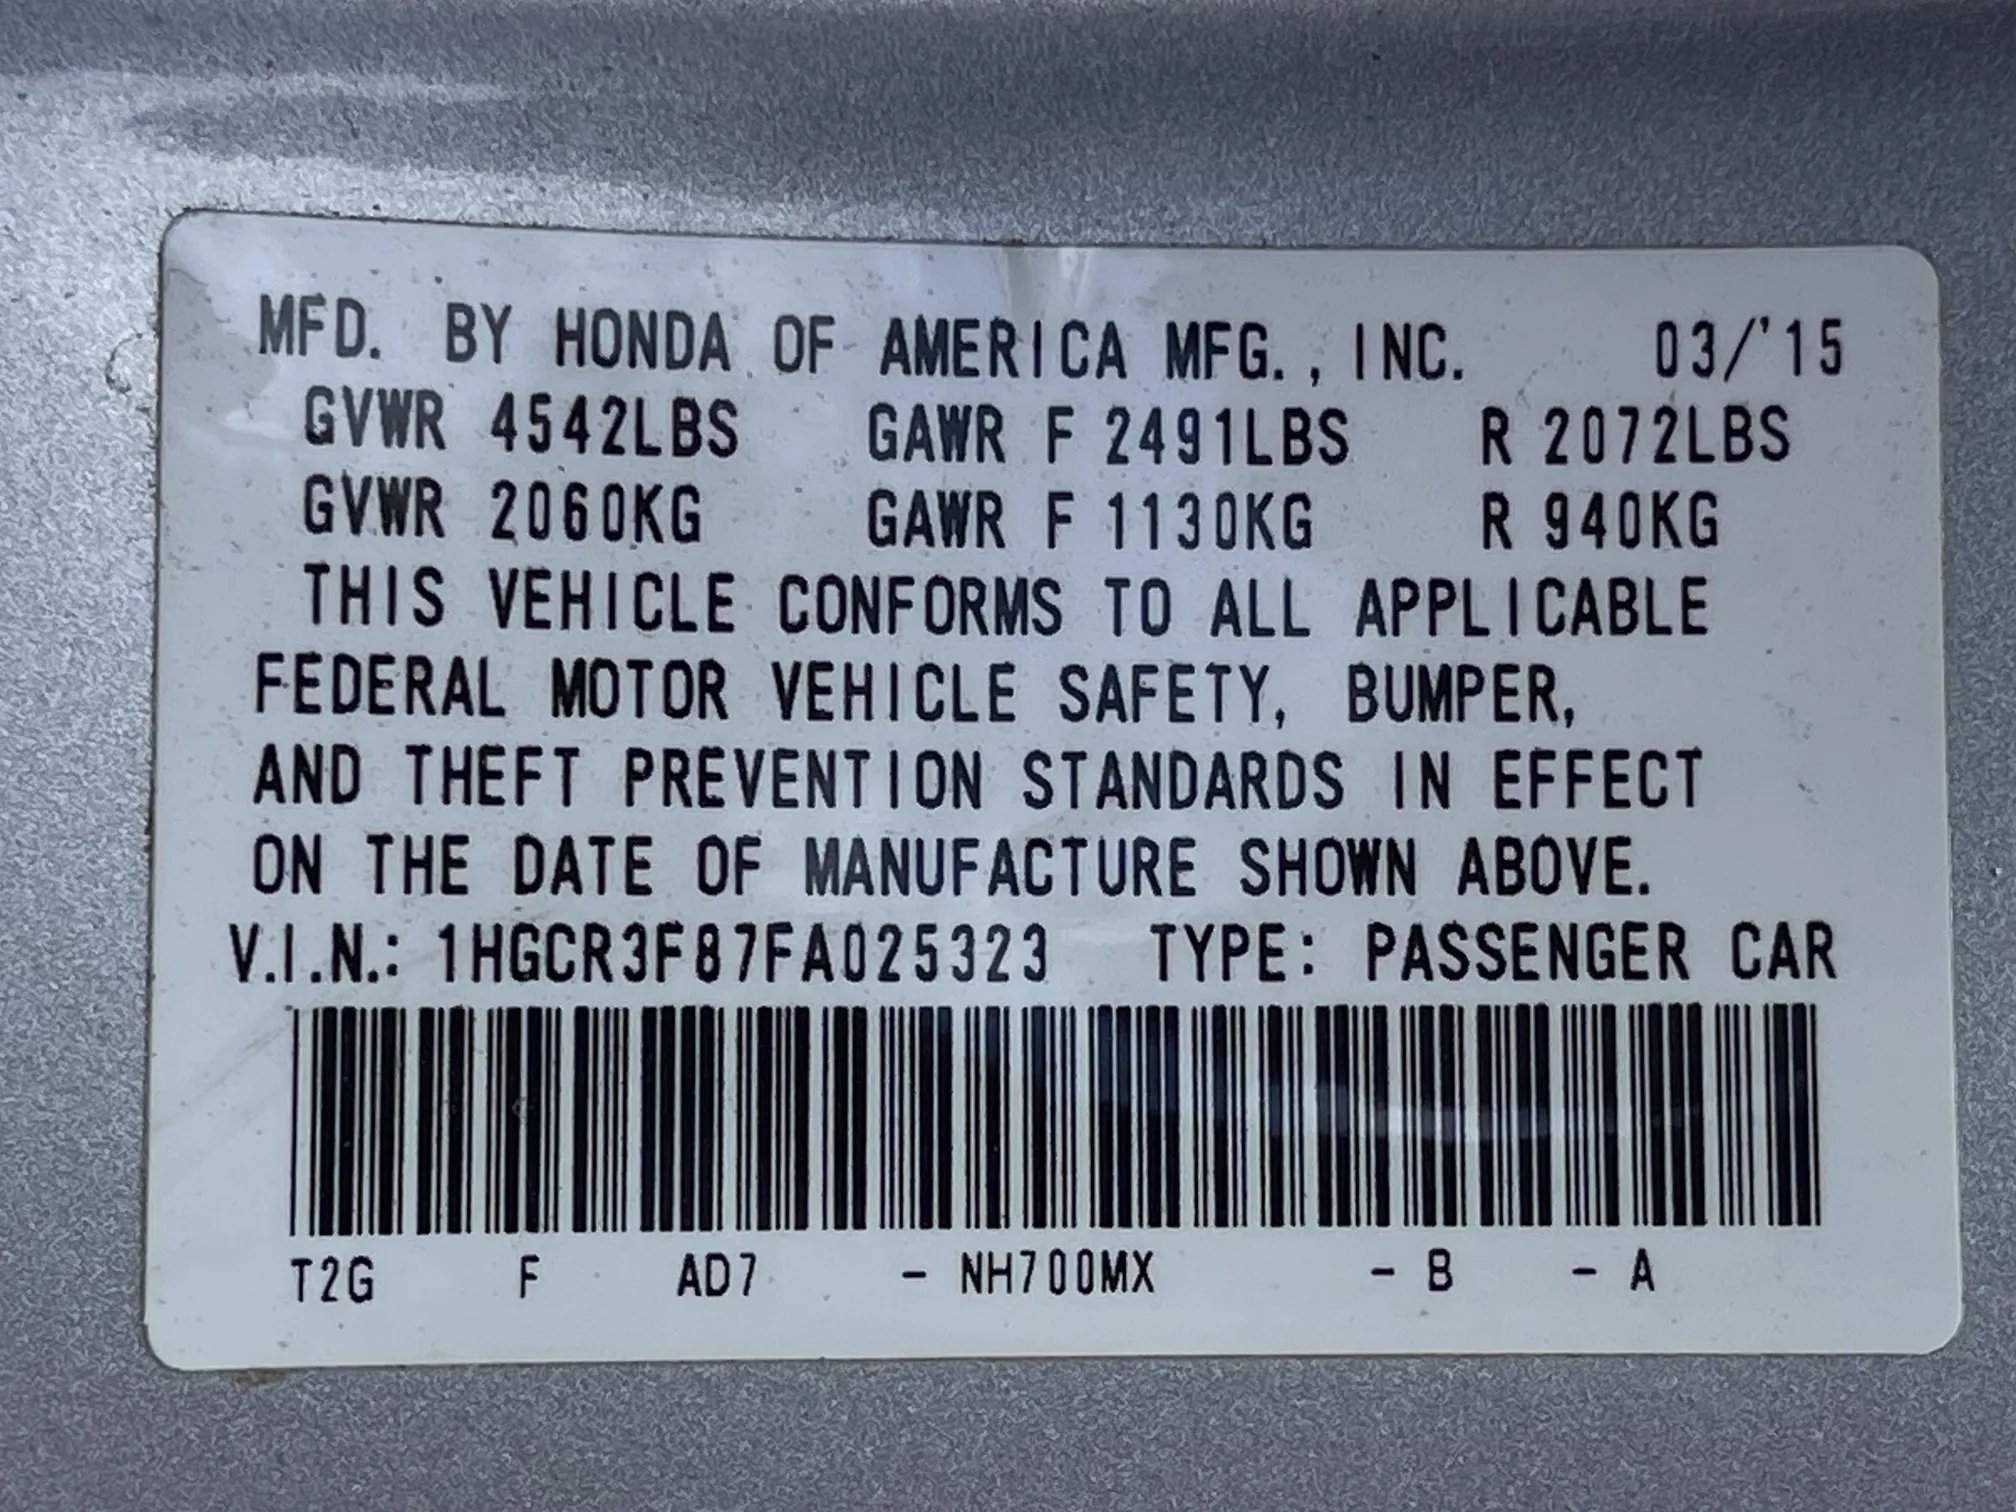 MFD. BY HONDA OF AMERICA MFG., INC. 03/'15
GVWR 4542LBS GAWR F 2491LBS R 2072LBS
GVWR 2060KG GAWR F 1130KG R 940KG
THIS VEHICLE CONFORMS TO ALL APPLICABLE
FEDERAL MOTOR VEHICLE SAFETY, BUMPER,
AND THEFT PREVENTION STANDARDS IN EFFECT
ON THE DATE OF MANUFACTURE SHOWN ABOVE.
V.I.N.: 1HGCR3F87FA025323 TYPE: PASSENGER CAR
T2G F AD7 - NH700MX - B - A